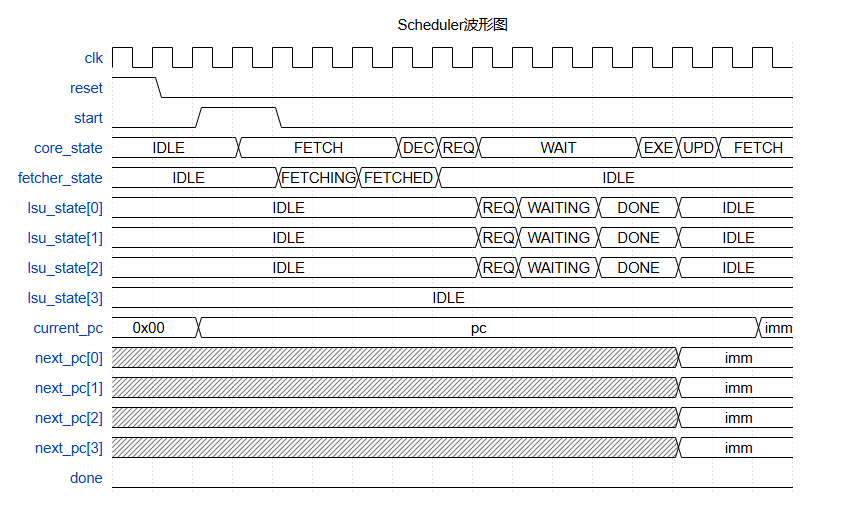 Scheduler波形图
clk
reset
start
core_state IDLE FETCH DEC REQ WAIT EXE UPD FETCH
fetcher_state IDLE FETCHING FETCHED IDLE
lsu_state[0] IDLE REQ WAITING DONE IDLE
lsu_state[1] IDLE REQ WAITING DONE IDLE
lsu_state[2] IDLE REQ WAITING DONE IDLE
lsu_state[3] IDLE
current_pc 0x00 pc imm
next_pc[0] imm
next_pc[1] imm
next_pc[2] imm
next_pc[3] imm
done